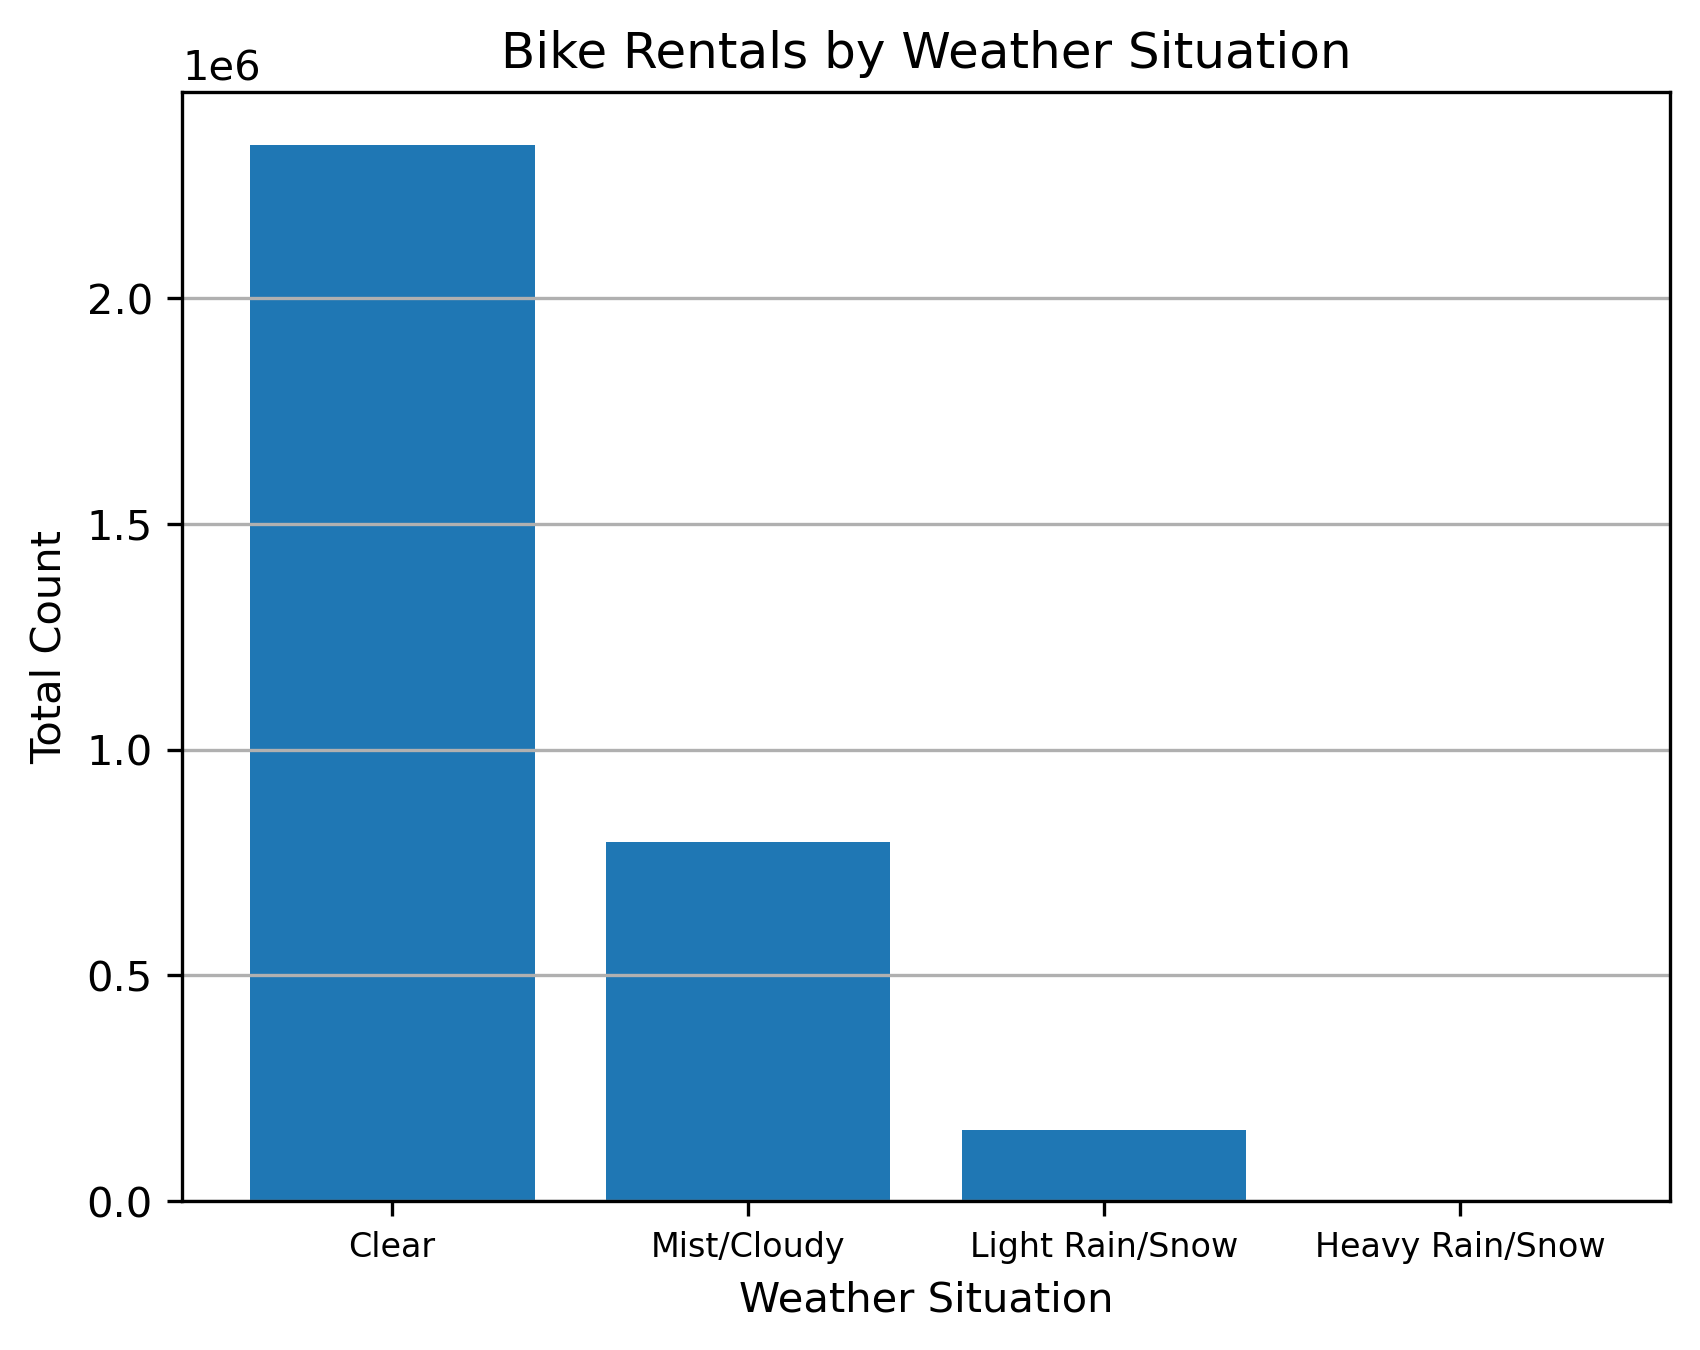 Bike Rentals by Weather Situation
1e6
2.0
1.5
1.0
0.5
0.0
Total Count
Clear
Mist/Cloudy
Light Rain/Snow
Heavy Rain/Snow
Weather Situation